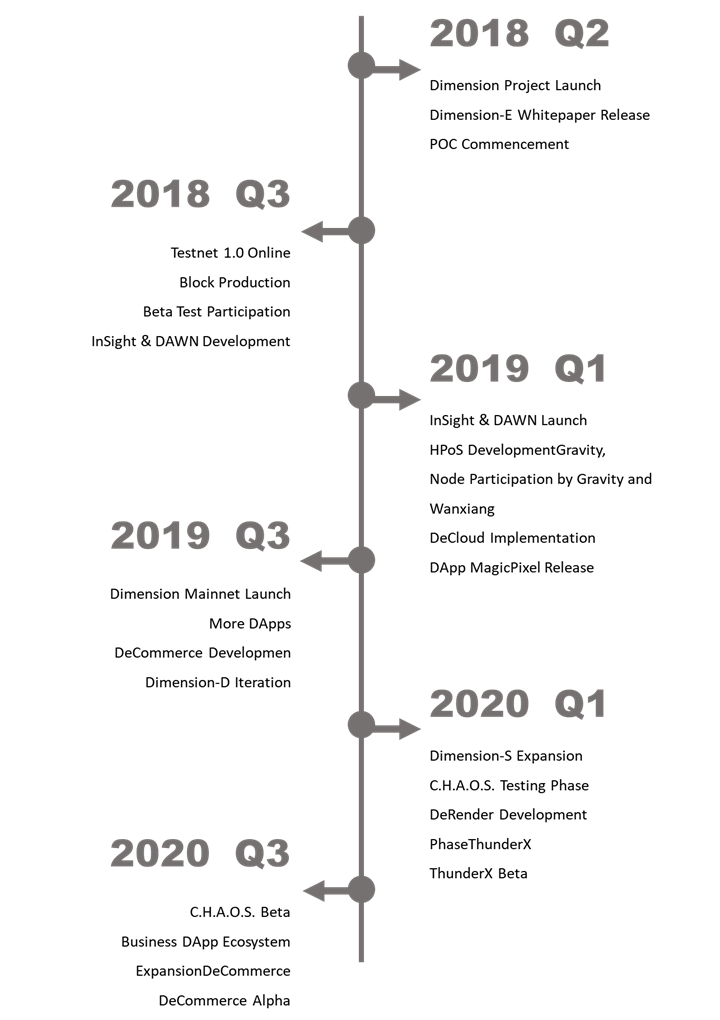 2018 Q2
Dimension Project Launch
Dimension-E Whitepaper Release
POC Commencement
2018 Q3
Testnet 1.0 Online
Block Production
Beta Test Participation
InSight & DAWN Development
2019 Q1
InSight & DAWN Launch
HPoS DevelopmentGravity,
Node Participation by Gravity and
Wanxiang
DeCloud Implementation
DApp MagicPixel Release
2019 Q3
Dimension Mainnet Launch
More DApps
DeCommerce Developmen
Dimension-D Iteration
2020 Q1
Dimension-S Expansion
C.H.A.O.S. Testing Phase
DeRender Development
PhaseThunderX
ThunderX Beta
2020 Q3
C.H.A.O.S. Beta
Business DApp Ecosystem
ExpansionDeCommerce
DeCommerce Alpha